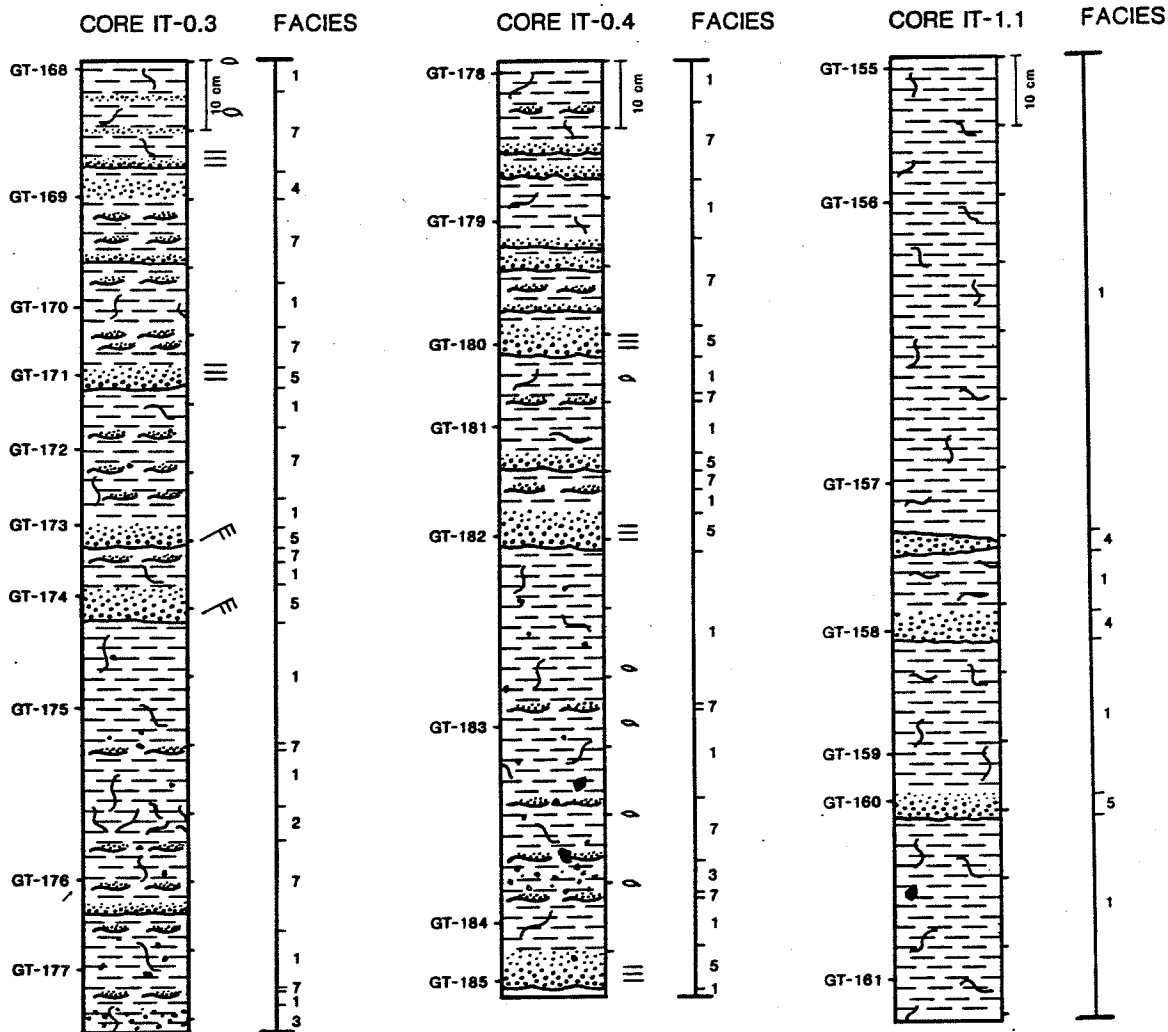 CORE IT-0.3 FACIES
GT-168
10 cm
1
7
GT-169
4
7
GT-170
1
7
GT-171
5
1
GT-172
7
1
GT-173
5
7
1
GT-174
5
1
GT-175
7
1
2
GT-176
7
GT-177
1
7
1
3
CORE IT-0.4 FACIES
GT-178
10 cm
1
7
GT-179
1
7
GT-180
5
1
7
GT-181
1
5
7
1
GT-182
5
1
GT-183
7
1
7
3
7
GT-184
1
5
GT-185
1
CORE IT-1.1 FACIES
GT-155
10 cm
GT-156
1
GT-157
4
1
GT-158
4
1
GT-159
GT-160
5
1
GT-161